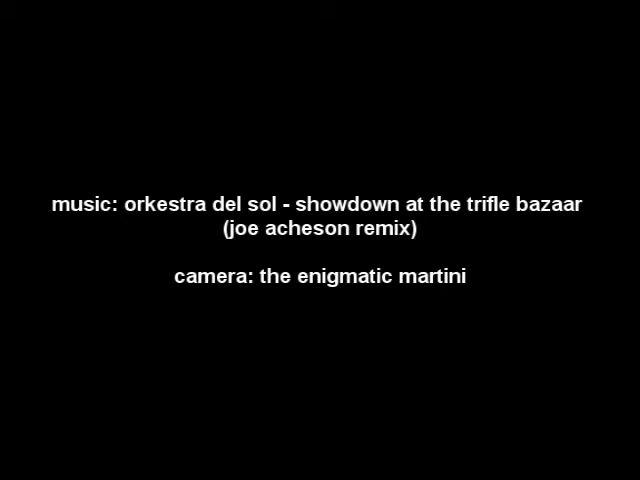 music: orkestra del sol - showdown at the trifle bazaar
(joe acheson remix)
camera: the enigmatic martini